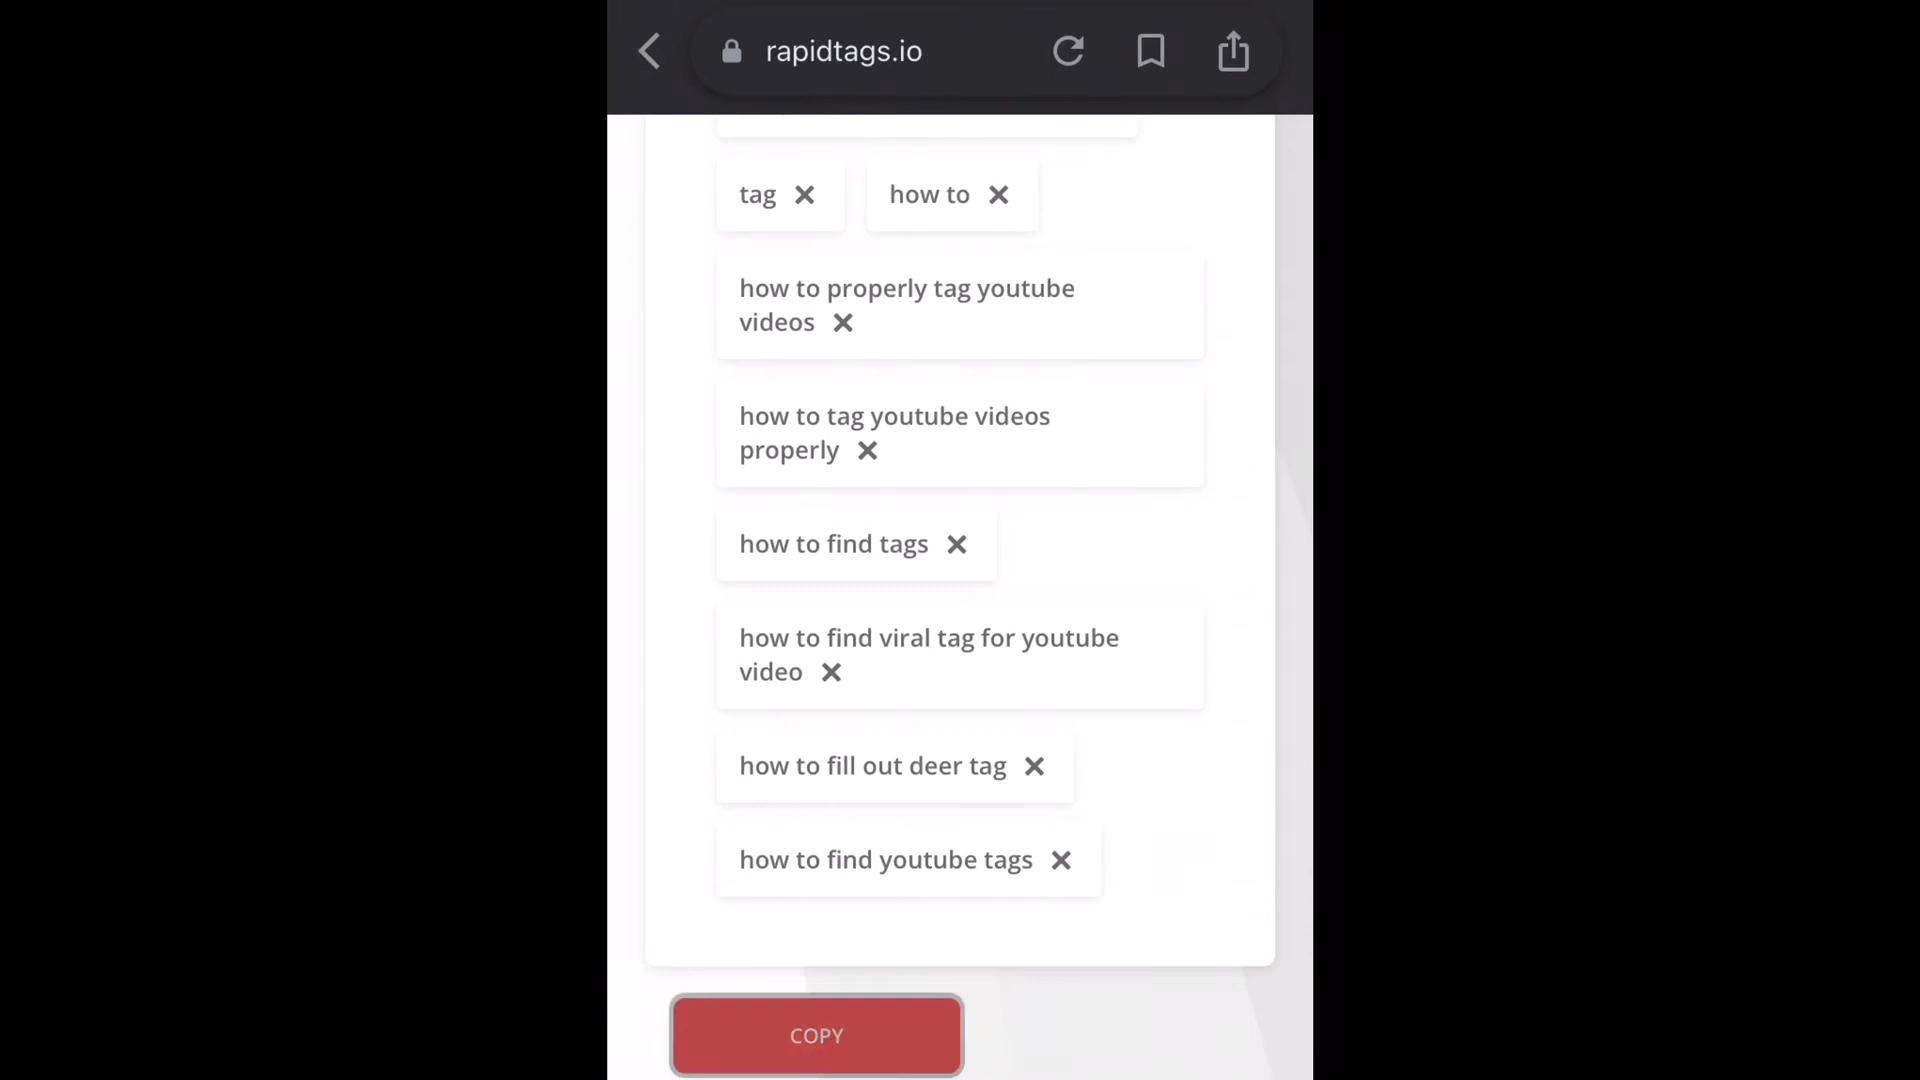 rapidtags.io
tag ✕ how to ✕
how to properly tag youtube
videos ✕
how to tag youtube videos
properly ✕
how to find tags ✕
how to find viral tag for youtube
video ✕
how to fill out deer tag ✕
how to find youtube tags ✕
COPY